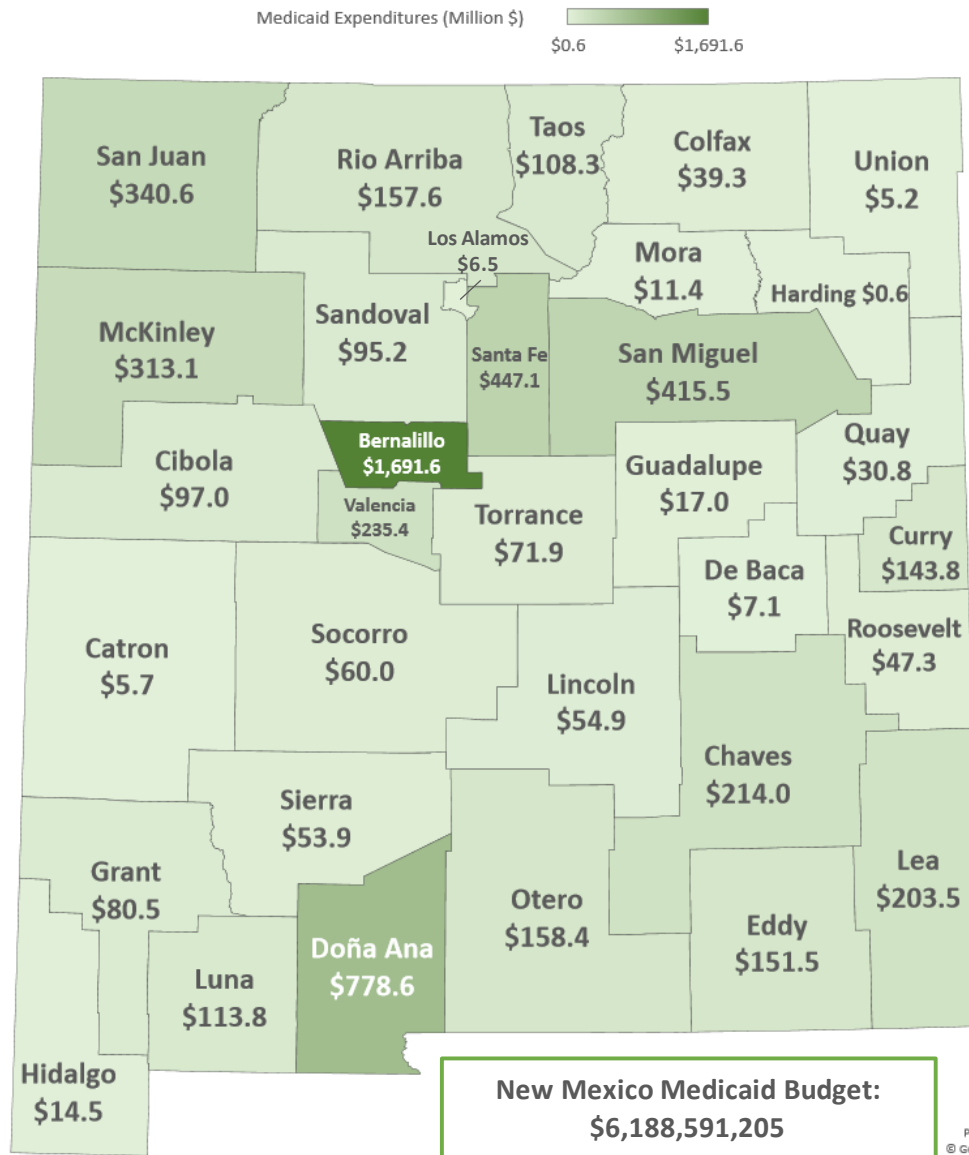 Medicaid Expenditures (Million $)
$0.6 $1,691.6
San Juan
$340.6
Rio Arriba
$157.6
Taos
$108.3
Colfax
$39.3
Union
$5.2
Los Alamos
$6.5
Mora
$11.4
Harding $0.6
McKinley
$313.1
Sandoval
$95.2
Santa Fe
$447.1
San Miguel
$415.5
Quay
$30.8
Cibola
$97.0
Bernalillo
$1,691.6
Valencia
$235.4
Torrance
$71.9
Guadalupe
$17.0
Curry
$143.8
De Baca
$7.1
Roosevelt
$47.3
Catron
$5.7
Socorro
$60.0
Lincoln
$54.9
Chaves
$214.0
Sierra
$53.9
Grant
$80.5
Otero
$158.4
Lea
$203.5
Eddy
$151.5
Doña Ana
$778.6
Luna
$113.8
Hidalgo
$14.5
New Mexico Medicaid Budget:
$6,188,591,205
P